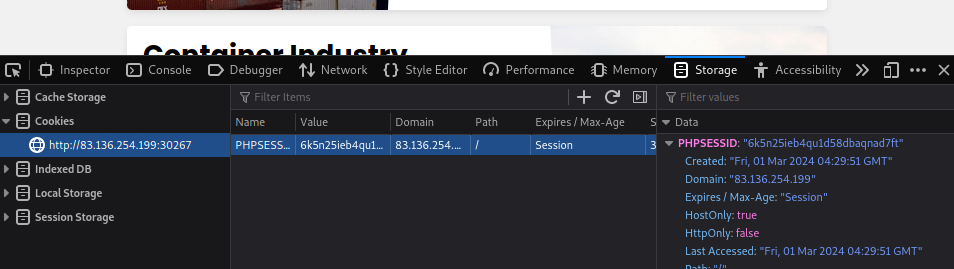 Container Industry
Inspector Console Debugger Network Style Editor Performance Memory Storage Accessibility
Cache Storage
Cookies
http://83.136.254.199:30267
Indexed DB
Local Storage
Session Storage
Filter Items
Name Value Domain Path Expires / Max-Age S
PHPSESS... 6k5n25ieb4qu1... 83.136.254.... / Session 3
Filter values
Data
PHPSESSID: "6k5n25ieb4qu1d58dbaqnad7ft"
Created: "Fri, 01 Mar 2024 04:29:51 GMT"
Domain: "83.136.254.199"
Expires / Max-Age: "Session"
HostOnly: true
HttpOnly: false
Last Accessed: "Fri, 01 Mar 2024 04:29:51 GMT"
Path: "/"